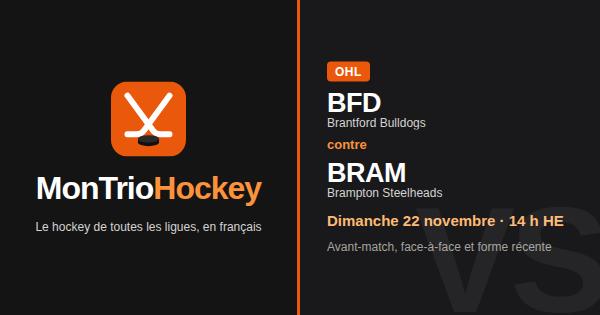 MonTrioHockey
Le hockey de toutes les ligues, en français
OHL
BFD
Brantford Bulldogs
contre
BRAM
Brampton Steelheads
Dimanche 22 novembre · 14 h HE
Avant-match, face-à-face et forme récente
VS